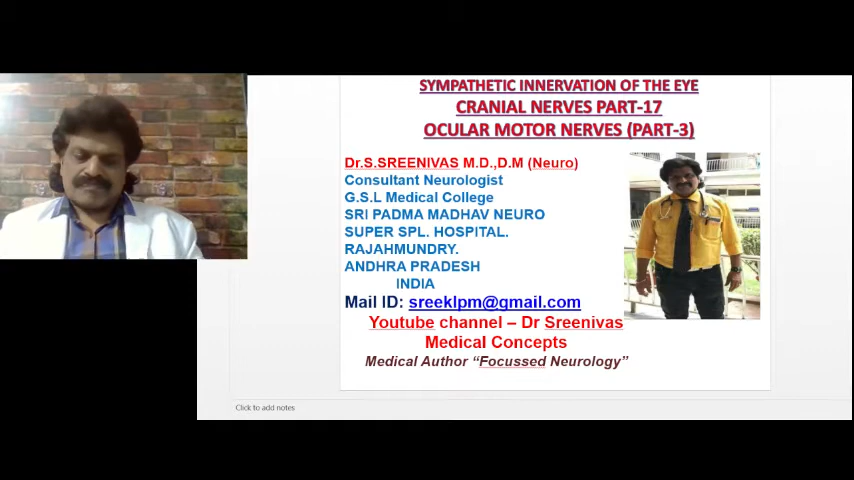 SYMPATHETIC INNERVATION OF THE EYE
CRANIAL NERVES PART-17
OCULAR MOTOR NERVES (PART-3)
Dr.S.SREENIVAS M.D.,D.M (Neuro)
Consultant Neurologist
G.S.L Medical College
SRI PADMA MADHAV NEURO
SUPER SPL. HOSPITAL.
RAJAHMUNDRY.
ANDHRA PRADESH
INDIA
Mail ID: sreeklpm@gmail.com
Youtube channel – Dr Sreenivas
Medical Concepts
Medical Author “Focussed Neurology”
Click to add notes